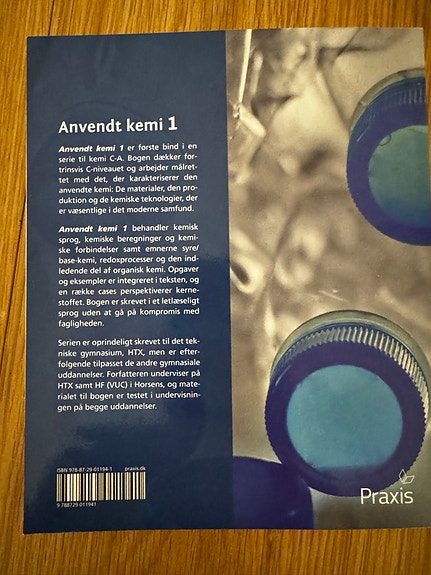 Anvendt kemi 1
Anvendt kemi 1 er første bind i en
serie til kemi C-A. Bogen dækker for-
trinsvis C-niveauet og arbejder målret-
tet med det, der karakteriserer den
anvendte kemi: De materialer, den pro-
duktion og de kemiske teknologier, der
er væsentlige i det moderne samfund.
Anvendt kemi 1 behandler kemisk
sprog, kemiske beregninger og kemi-
ske forbindelser samt emnerne syre/
base-kemi, redoxprocesser og den ind-
ledende del af organisk kemi. Opgaver
og eksempler er integreret i teksten, og
en række cases perspektiverer kerne-
stoffet. Bogen er skrevet i et letlæseligt
sprog uden at gå på kompromis med
fagligheden.
Serien er oprindeligt skrevet til det tek-
niske gymnasium, HTX, men er efter-
følgende tilpasset de andre gymnasiale
uddannelser. Forfatteren underviser på
HTX samt HF (VUC) i Horsens, og mate-
rialet til bogen er testet i undervisnin-
gen på begge uddannelser.
ISBN 978-87-29-01194-1 praxis.dk
9 788729 011941
Praxis